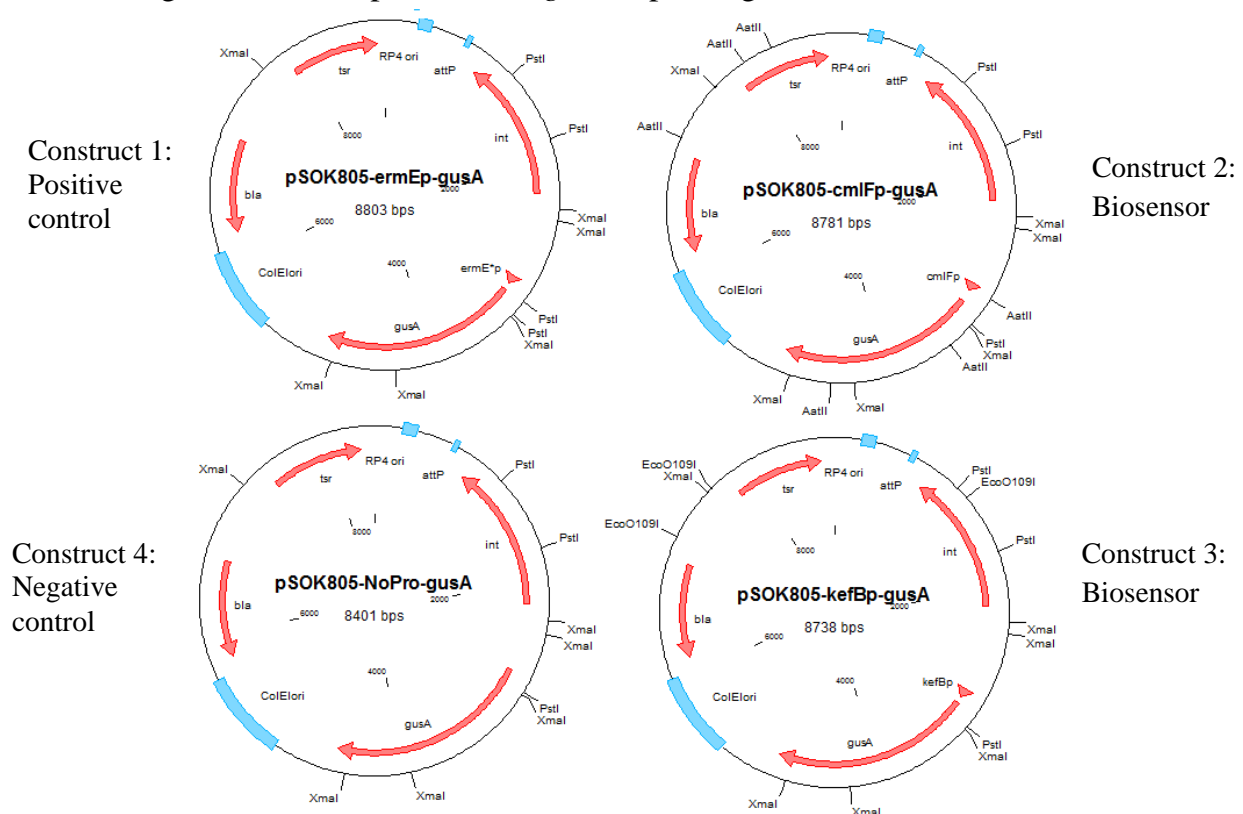 Construct 1:
Positive
control
pSOK805-ermEp-gusA
8803 bps
RP4 ori
attP
PstI
PstI
int
XmaI
XmaI
ermE*p
PstI
PstI
XmaI
gusA
XmaI
XmaI
ColEIori
bla
XmaI
tsr
2000
4000
6000
8000
Construct 2:
Biosensor
pSOK805-cmlFp-gusA
8781 bps
RP4 ori
attP
PstI
PstI
int
XmaI
XmaI
cmlFp
AatII
PstI
XmaI
AatII
gusA
XmaI
AatII
XmaI
ColEIori
bla
AatII
XmaI
AatII
AatII
tsr
2000
4000
6000
8000
Construct 4:
Negative
control
pSOK805-NoPro-gusA
8401 bps
RP4 ori
attP
PstI
PstI
int
XmaI
XmaI
PstI
XmaI
gusA
XmaI
XmaI
ColEIori
bla
XmaI
tsr
2000
4000
6000
8000
Construct 3:
Biosensor
pSOK805-kefBp-gusA
8738 bps
RP4 ori
attP
PstI
EcoO109I
PstI
int
XmaI
XmaI
kefBp
PstI
XmaI
gusA
XmaI
XmaI
ColEIori
bla
EcoO109I
XmaI
EcoO109I
tsr
2000
4000
6000
8000